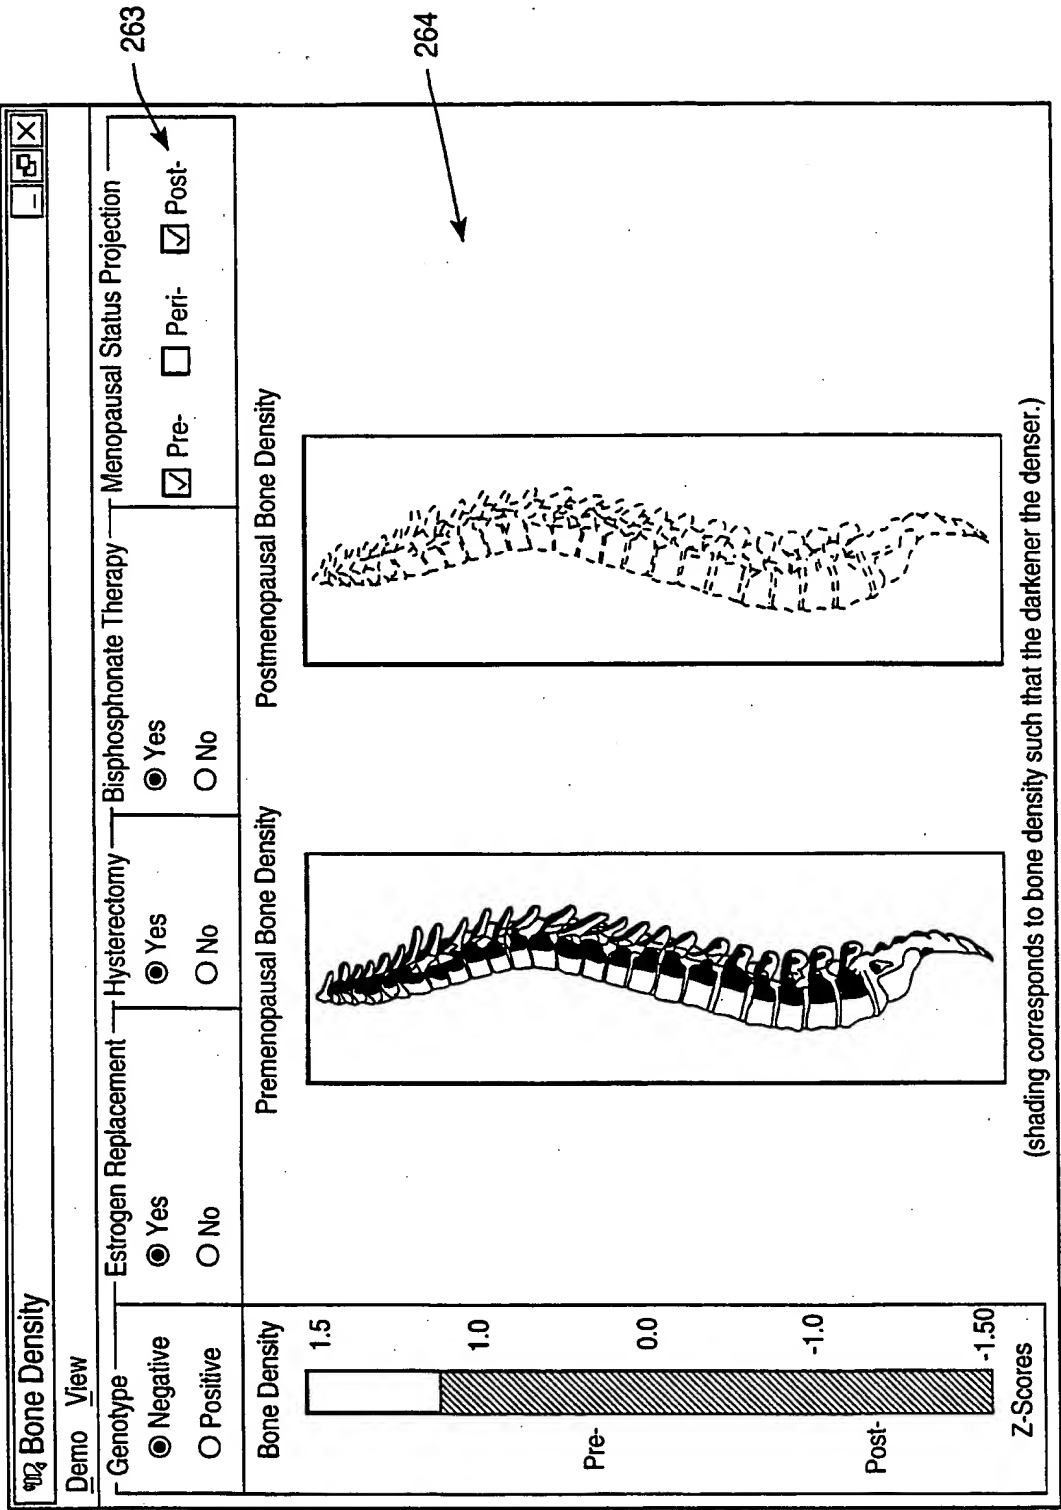 Bone Density
Demo View
Genotype
Negative
Positive
Estrogen Replacement
Yes
No
Hysterectomy
Yes
No
Bisphosphonate Therapy
Yes
No
Menopausal Status Projection
Pre-
Peri-
Post-
263
Bone Density
1.5
1.0
0.0
-1.0
-1.50
Pre-
Post-
Z-Scores
Premenopausal Bone Density
Postmenopausal Bone Density
264
(shading corresponds to bone density such that the darkener the denser.)